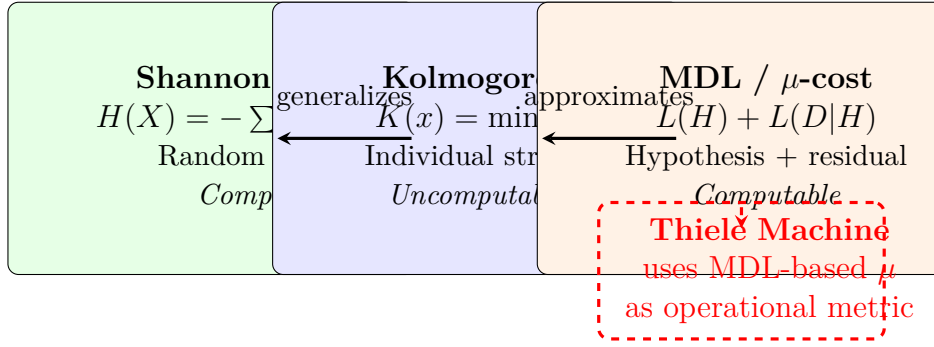 Shannon
H(X) = − ∑
Random
Comp
generalizes
Kolmogor
K(x) = min
Individual str
Uncomputa
approximates
MDL / μ-cost
L(H) + L(D|H)
Hypothesis + residual
Computable
Thiele Machine
uses MDL-based μ
as operational metric